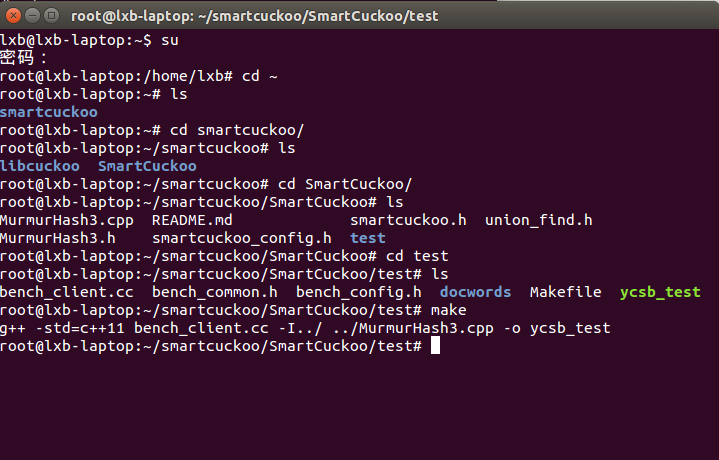 root@lxb-laptop: ~/smartcuckoo/SmartCuckoo/test
lxb@lxb-laptop:~$ su
密码：
root@lxb-laptop:/home/lxb# cd ~
root@lxb-laptop:~# ls
smartcuckoo
root@lxb-laptop:~# cd smartcuckoo/
root@lxb-laptop:~/smartcuckoo# ls
libcuckoo  SmartCuckoo
root@lxb-laptop:~/smartcuckoo# cd SmartCuckoo/
root@lxb-laptop:~/smartcuckoo/SmartCuckoo# ls
MurmurHash3.cpp  README.md             smartcuckoo.h  union_find.h
MurmurHash3.h    smartcuckoo_config.h  test
root@lxb-laptop:~/smartcuckoo/SmartCuckoo# cd test
root@lxb-laptop:~/smartcuckoo/SmartCuckoo/test# ls
bench_client.cc  bench_common.h  bench_config.h  docwords  Makefile  ycsb_test
root@lxb-laptop:~/smartcuckoo/SmartCuckoo/test# make
g++ -std=c++11 bench_client.cc -I../ ../MurmurHash3.cpp -o ycsb_test
root@lxb-laptop:~/smartcuckoo/SmartCuckoo/test#